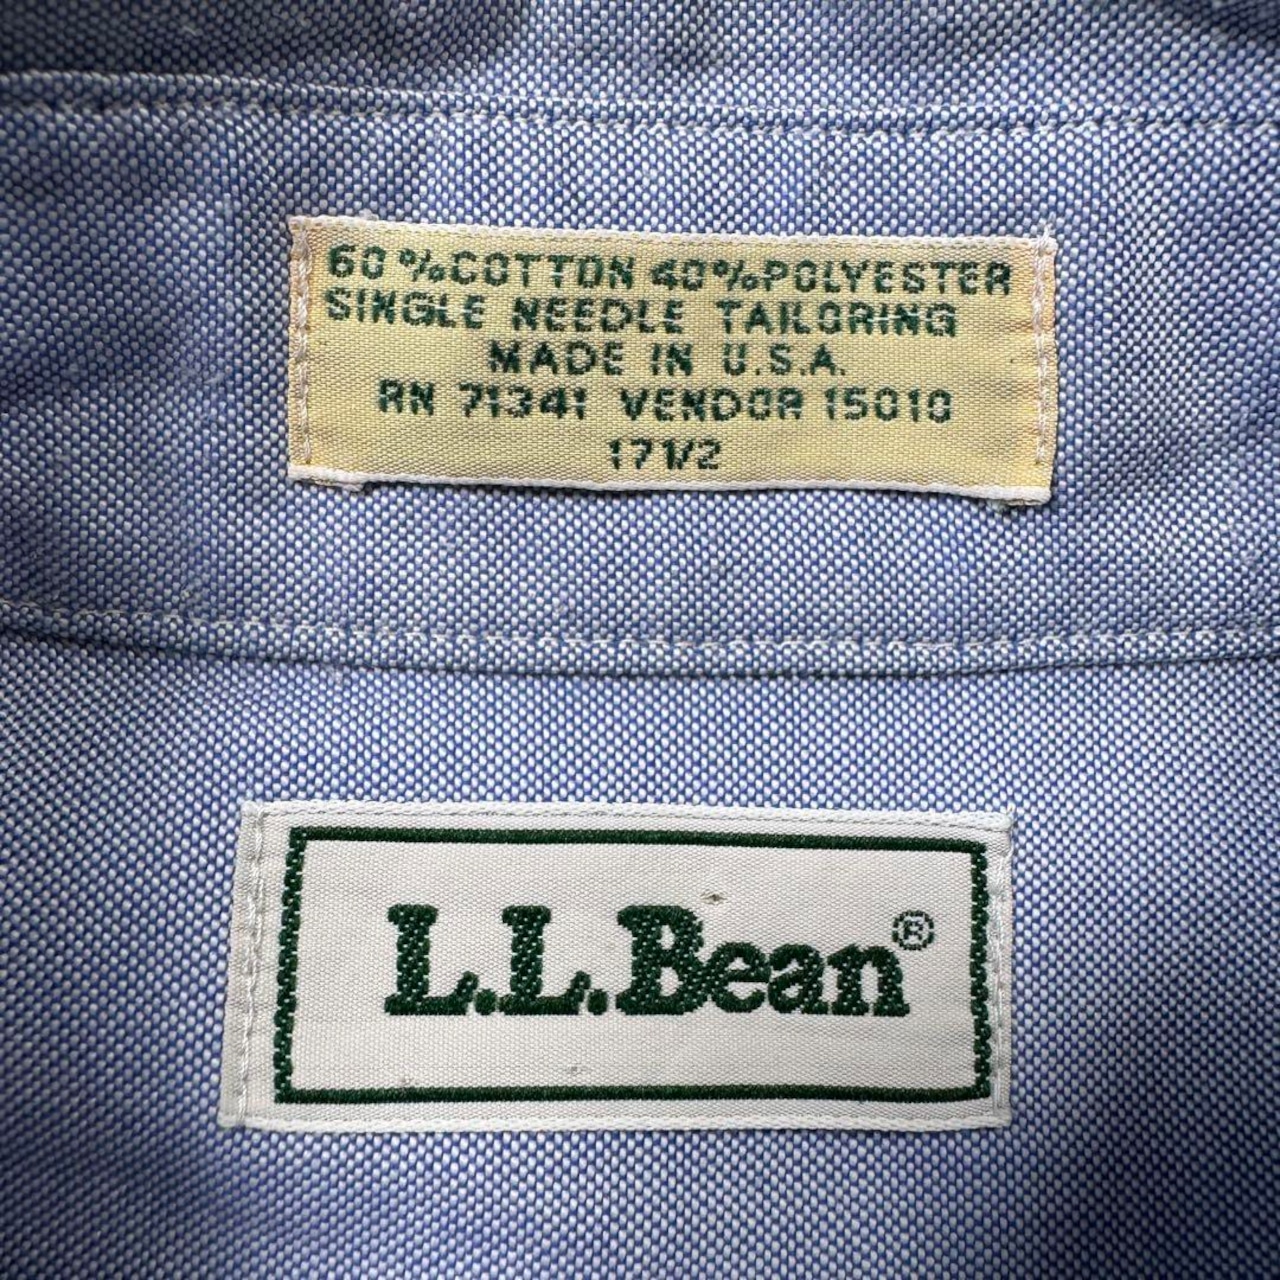 60 % COTTON 40% POLYESTER
SINGLE NEEDLE TAILORING
MADE IN U.S.A.
RN 71341 VENDOR 15010
17 1/2
L.L.Bean®